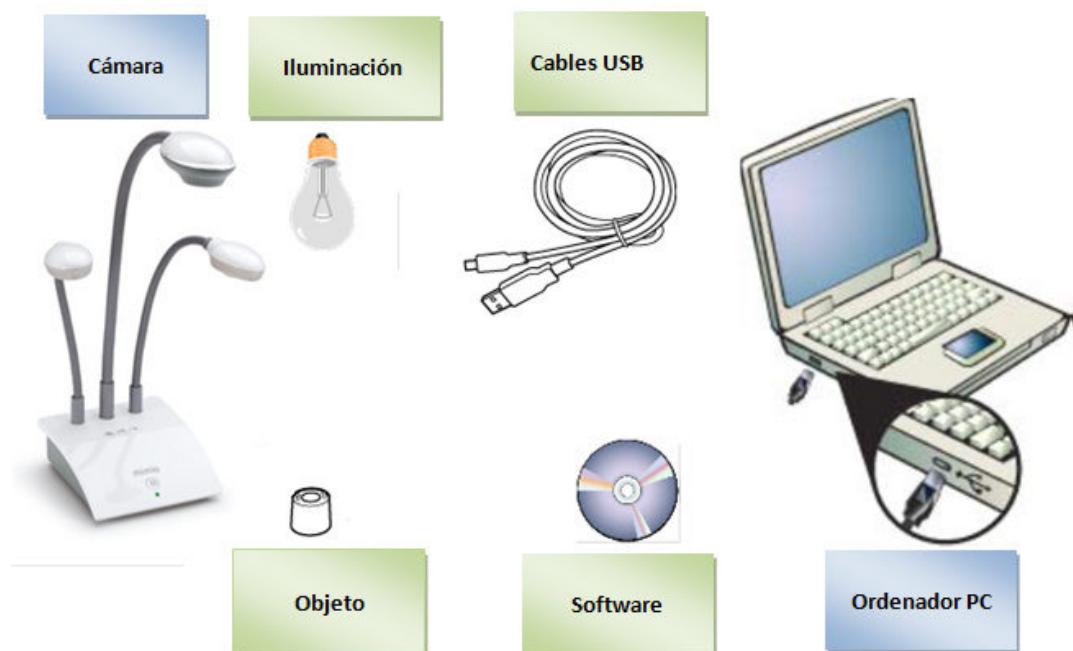 Cámara
Iluminación
Cables USB
Objeto
Software
Ordenador PC